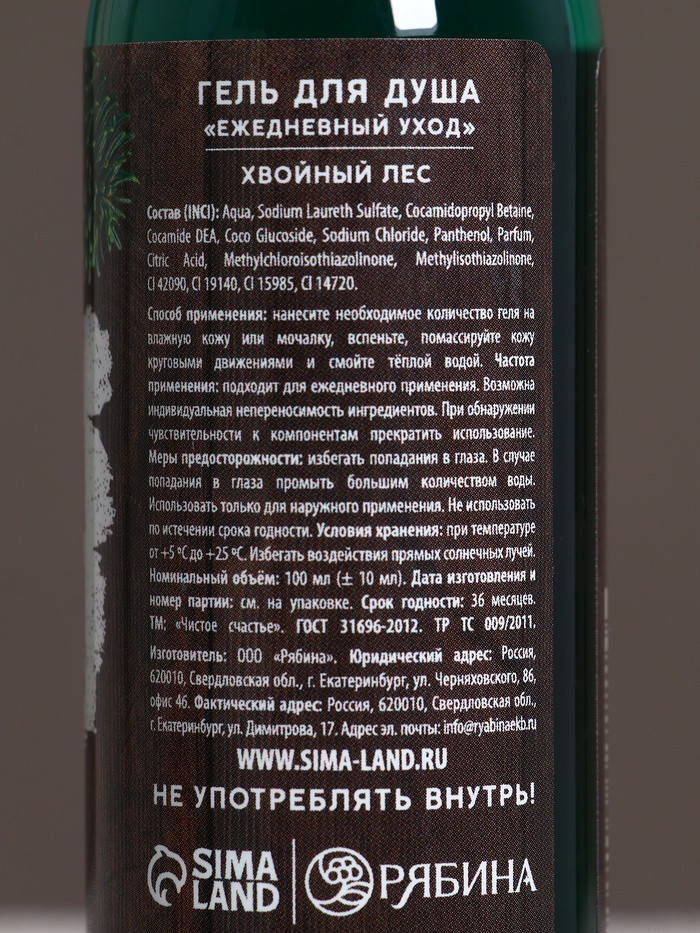 ГЕЛЬ ДЛЯ ДУША
«ЕЖЕДНЕВНЫЙ УХОД»
ХВОЙНЫЙ ЛЕС
Состав (INCI): Aqua, Sodium Laureth Sulfate, Cocamidopropyl Betaine,
Cocamide DEA, Coco Glucoside, Sodium Chloride, Panthenol, Parfum,
Citric Acid, Methylchloroisothiazolinone, Methylisothiazolinone,
CI 42090, CI 19140, CI 15985, CI 14720.
Способ применения: нанесите необходимое количество геля на
влажную кожу или мочалку, вспеньте, помассируйте кожу
круговыми движениями и смойте тёплой водой. Частота
применения: подходит для ежедневного применения. Возможна
индивидуальная непереносимость ингредиентов. При обнаружении
чувствительности к компонентам прекратить использование.
Меры предосторожности: избегать попадания в глаза. В случае
попадания в глаза промыть большим количеством воды.
Использовать только для наружного применения. Не использовать
по истечении срока годности. Условия хранения: при температуре
от +5 °С до +25 °С. Избегать воздействия прямых солнечных лучей.
Номинальный объём: 100 мл (± 10 мл). Дата изготовления и
номер партии: см. на упаковке. Срок годности: 36 месяцев.
ТМ: «Чистое счастье». ГОСТ 31696-2012. ТР ТС 009/2011.
Изготовитель: ООО «Рябина». Юридический адрес: Россия,
620010, Свердловская обл., г. Екатеринбург, ул. Черняховского, 86,
офис 46. Фактический адрес: Россия, 620010, Свердловская обл.,
г. Екатеринбург, ул. Димитрова, 17. Адрес эл. почты: info@ryabinaekb.ru
WWW.SIMA-LAND.RU
НЕ УПОТРЕБЛЯТЬ ВНУТРЬ!
SIMA LAND РЯБИНА